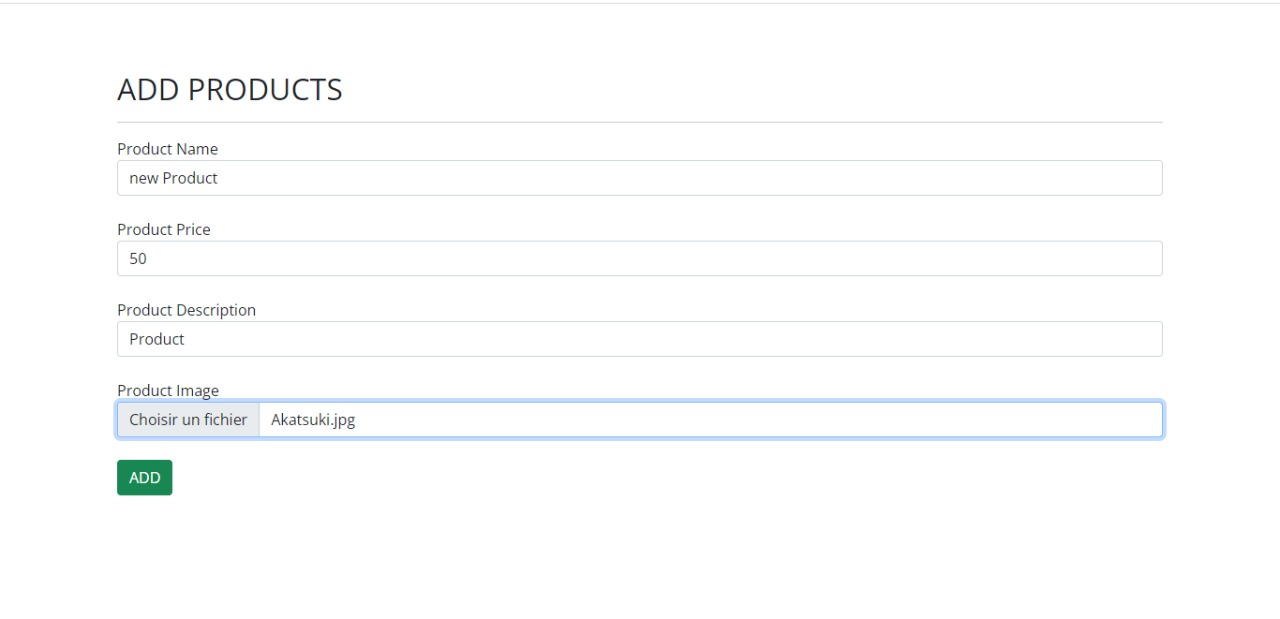 ADD PRODUCTS
Product Name
new Product
Product Price
50
Product Description
Product
Product Image
Choisir un fichier Akatsuki.jpg
ADD